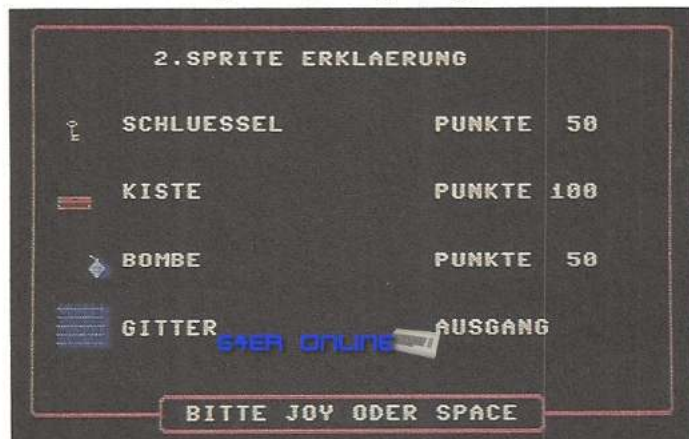 2.SPRITE ERKLAERUNG
SCHLUESSEL PUNKTE 50
KISTE PUNKTE 100
BOMBE PUNKTE 50
GITTER AUSGANG
64ER ONLINE
BITTE JOY ODER SPACE